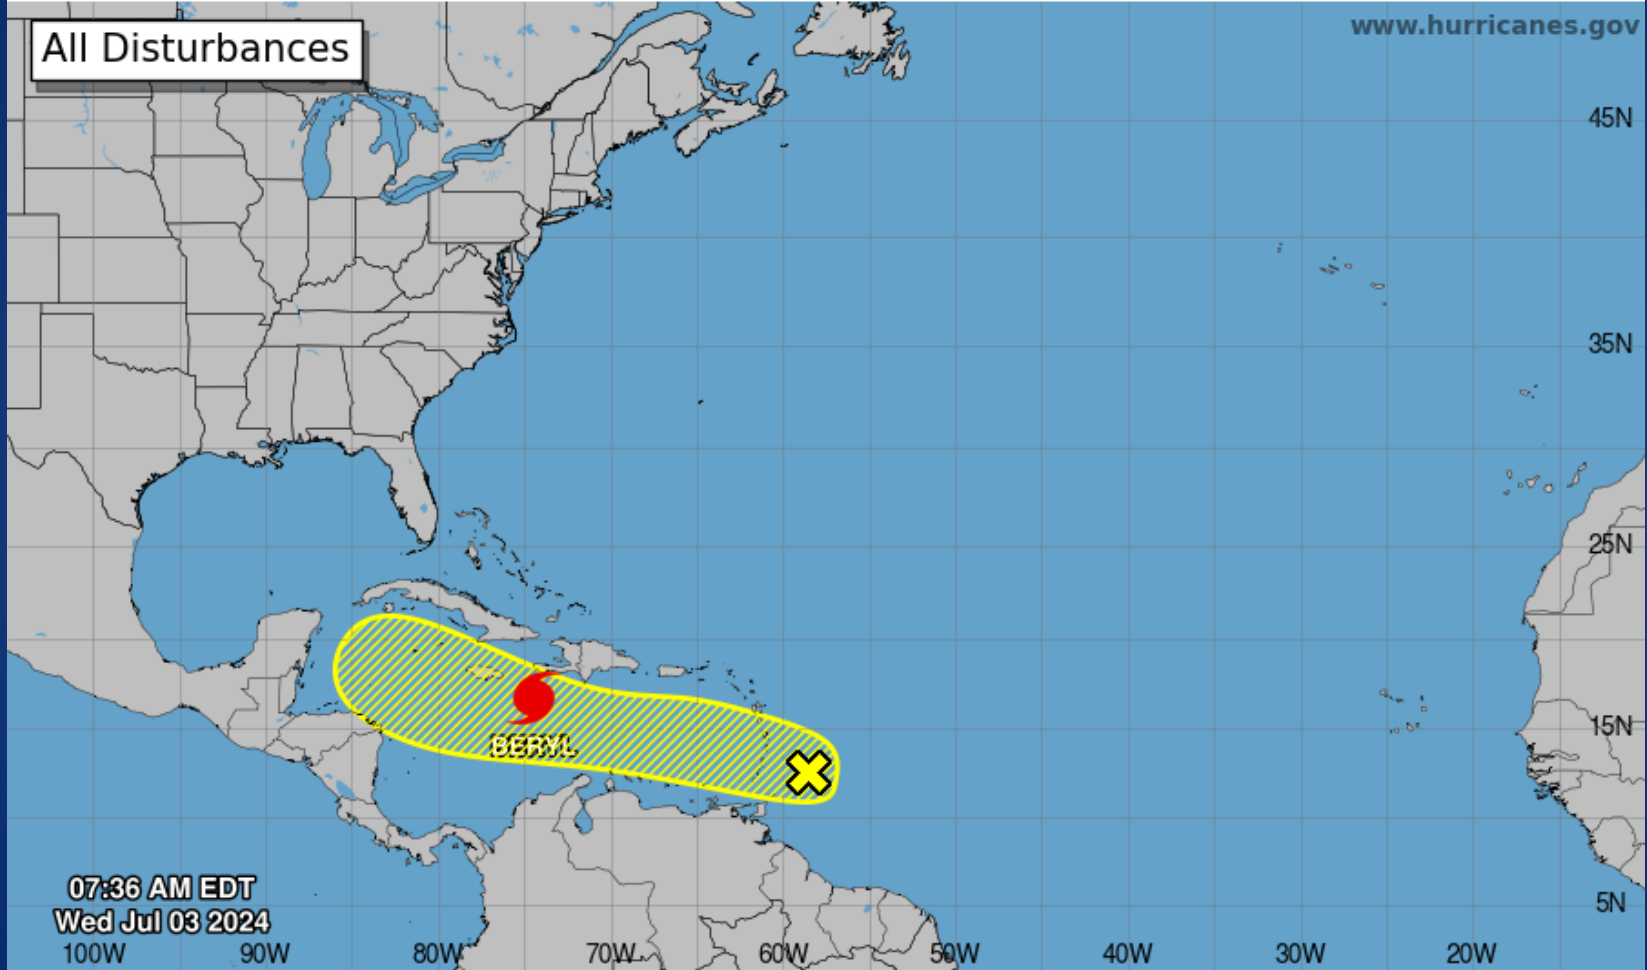 All Disturbances
www.hurricanes.gov
45N
35N
25N
15N
BERYL
07:36 AM EDT
Wed Jul 03 2024
5N
100W 90W 80W 70W 60W 50W 40W 30W 20W